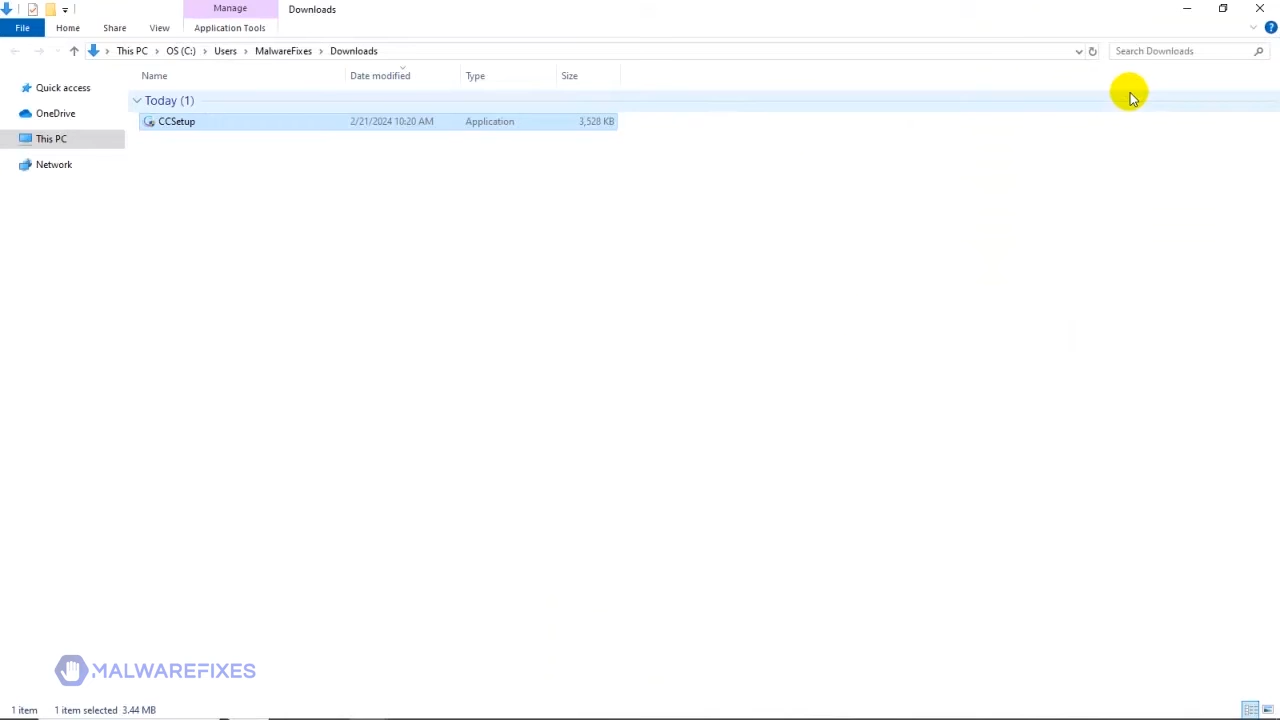 Manage
Downloads
File
Home
Share
View
Application Tools
This PC
OS (C:)
Users
MalwareFixes
Downloads
Search Downloads
Name
Date modified
Type
Size
Quick access
OneDrive
This PC
Network
Today (1)
CCSetup
2/21/2024 10:20 AM
Application
3,528 KB
MALWAREFIXES
1 item
1 item selected 3.44 MB